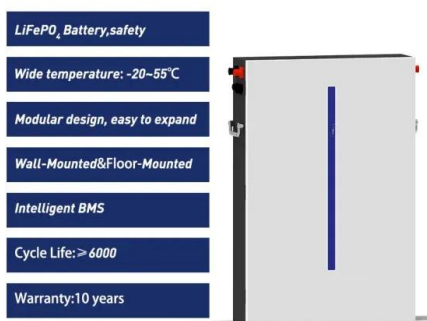 LiFePO₄ Battery,safety
Wide temperature: -20~55℃
Modular design, easy to expand
Wall-Mounted&Floor-Mounted
Intelligent BMS
Cycle Life:≥6000
Warranty:10 years